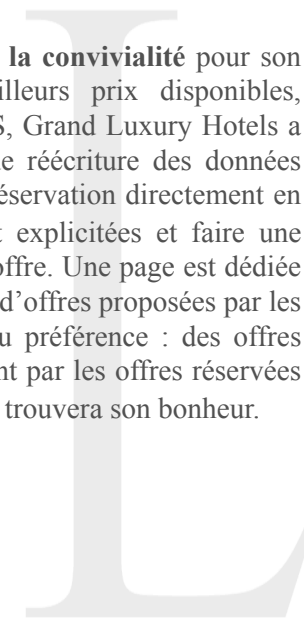 la convivialité pour son
illeurs prix disponibles,
S, Grand Luxury Hotels a
le réécriture des données
éservation directement en
t explicitées et faire une
offre. Une page est dédiée
d’offres proposées par les
u préférence : des offres
nt par les offres réservées
trouvera son bonheur.
L